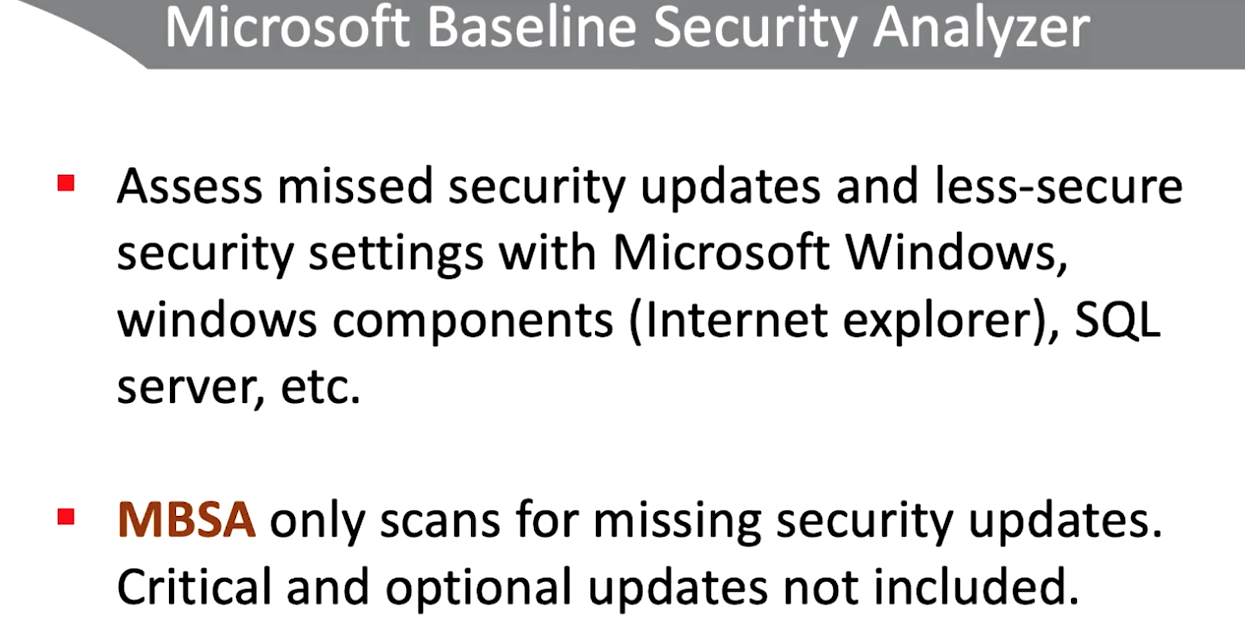 Microsoft Baseline Security Analyzer
Assess missed security updates and less-secure
security settings with Microsoft Windows,
windows components (Internet explorer), SQL
server, etc.
MBSA only scans for missing security updates.
Critical and optional updates not included.